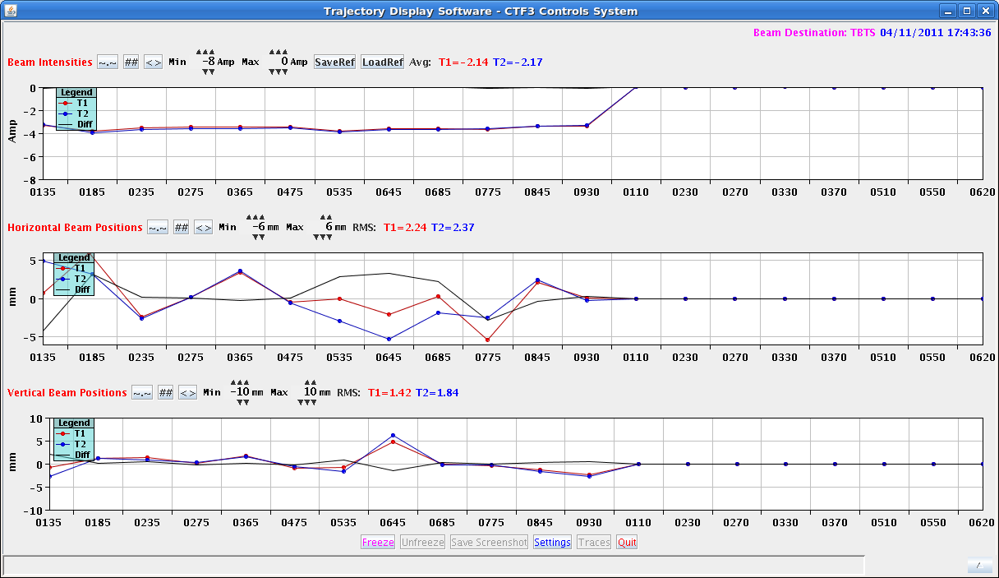 Trajectory Display Software - CTF3 Controls System
Beam Destination: TBTS 04/11/2011 17:43:36
Beam Intensities ~.~ ## <> Min -8 Amp Max 0 Amp SaveRef LoadRef Avg: T1=-2.14 T2=-2.17
Legend
T1
T2
Diff
Amp
0
-2
-4
-6
-8
0135 0185 0235 0275 0365 0475 0535 0645 0685 0775 0845 0930 0110 0230 0270 0330 0370 0510 0550 0620
Horizontal Beam Positions ~.~ ## <> Min -6 mm Max 6 mm RMS: T1=2.24 T2=2.37
Legend
T1
T2
Diff
mm
5
0
-5
0135 0185 0235 0275 0365 0475 0535 0645 0685 0775 0845 0930 0110 0230 0270 0330 0370 0510 0550 0620
Vertical Beam Positions ~.~ ## <> Min -10 mm Max 10 mm RMS: T1=1.42 T2=1.84
Legend
T1
T2
Diff
mm
10
5
0
-5
-10
0135 0185 0235 0275 0365 0475 0535 0645 0685 0775 0845 0930 0110 0230 0270 0330 0370 0510 0550 0620
Freeze Unfreeze Save Screenshot Settings Traces Quit